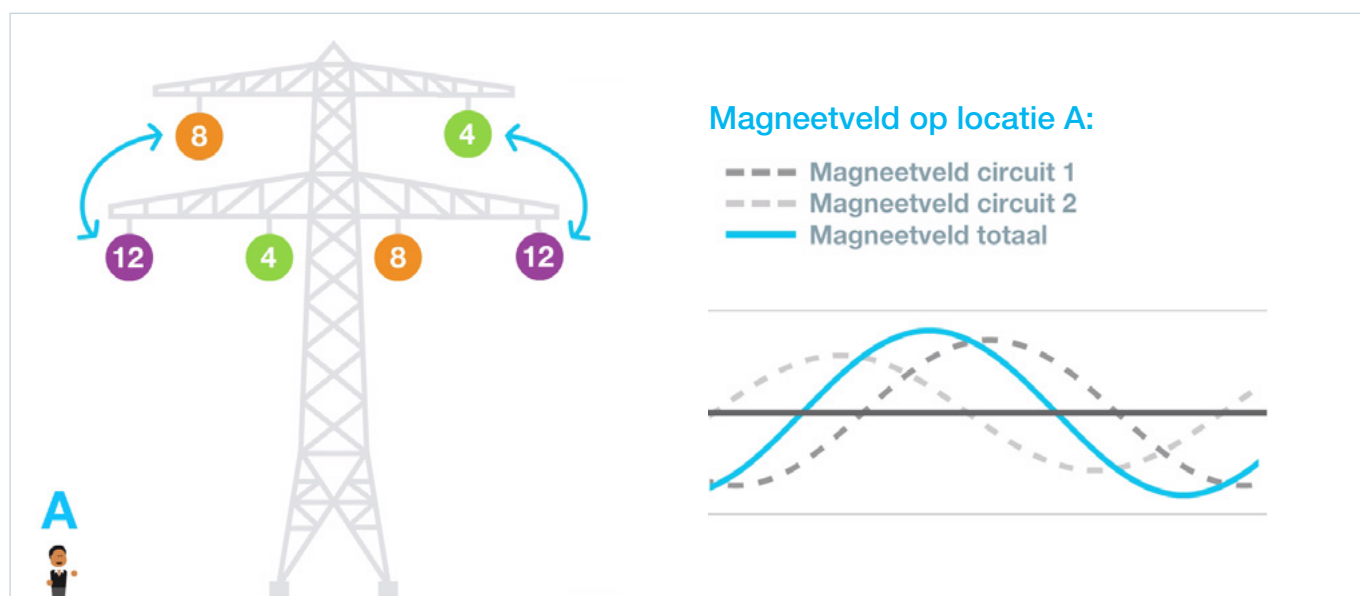 8
4
12
4
8
12
A
Magneetveld op locatie A:
Magneetveld circuit 1
Magneetveld circuit 2
Magneetveld totaal